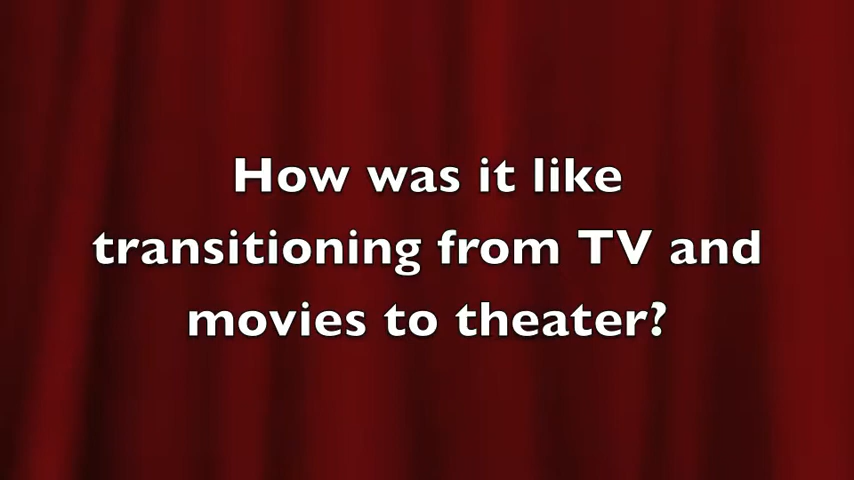 How was it like
transitioning from TV and
movies to theater?